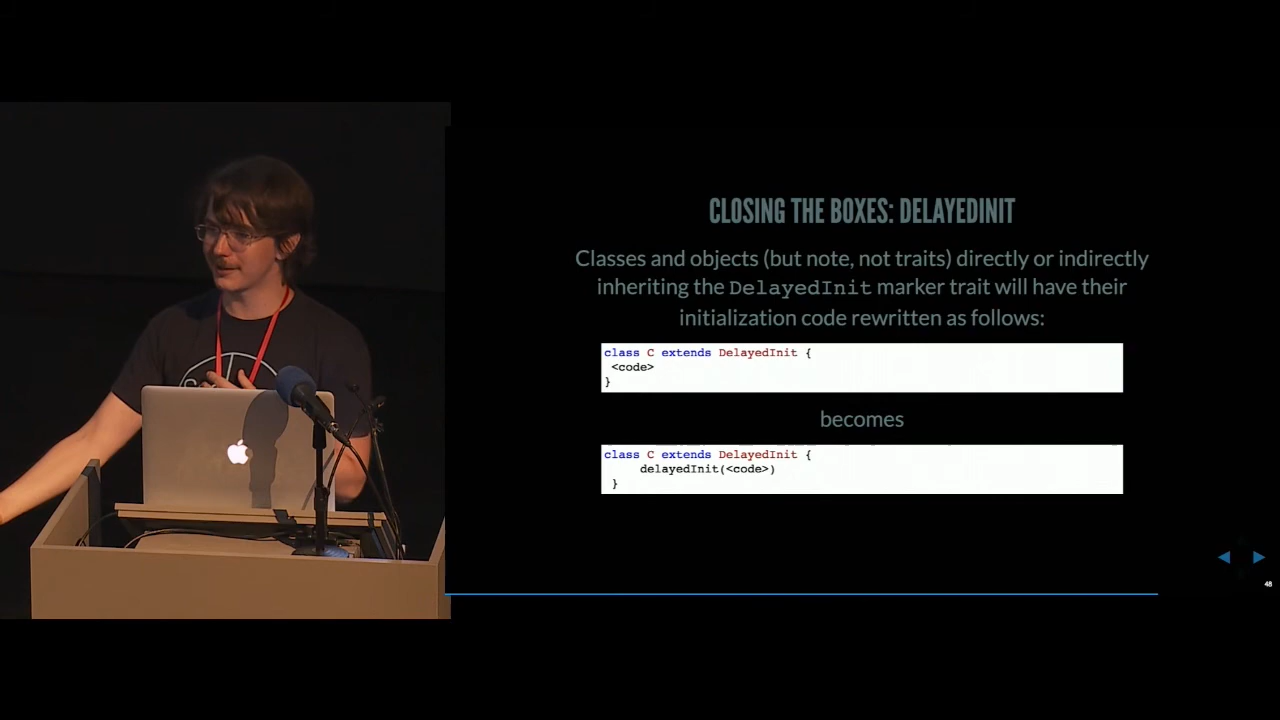 CLOSING THE BOXES: DELAYEDINIT
Classes and objects (but note, not traits) directly or indirectly
inheriting the DelayedInit marker trait will have their
initialization code rewritten as follows:
class C extends DelayedInit {
<code>
}
becomes
class C extends DelayedInit {
delayedInit(<code>)
}
48